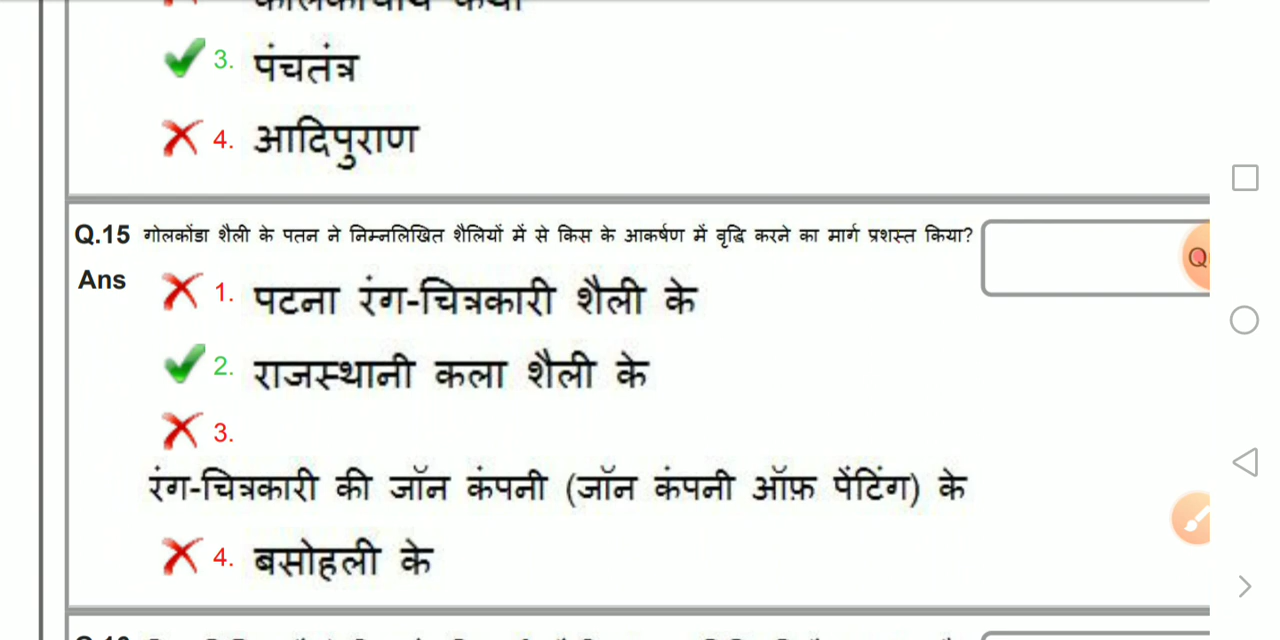 3. पंचतंत्र
4. आदिपुराण
Q.15 गोलकोंडा शैली के पतन ने निम्नलिखित शैलियों में से किस के आकर्षण में वृद्धि करने का मार्ग प्रशस्त किया?
Ans
1. पटना रंग-चित्रकारी शैली के
2. राजस्थानी कला शैली के
3.
रंग-चित्रकारी की जॉन कंपनी (जॉन कंपनी ऑफ़ पेंटिंग) के
4. बसोहली के